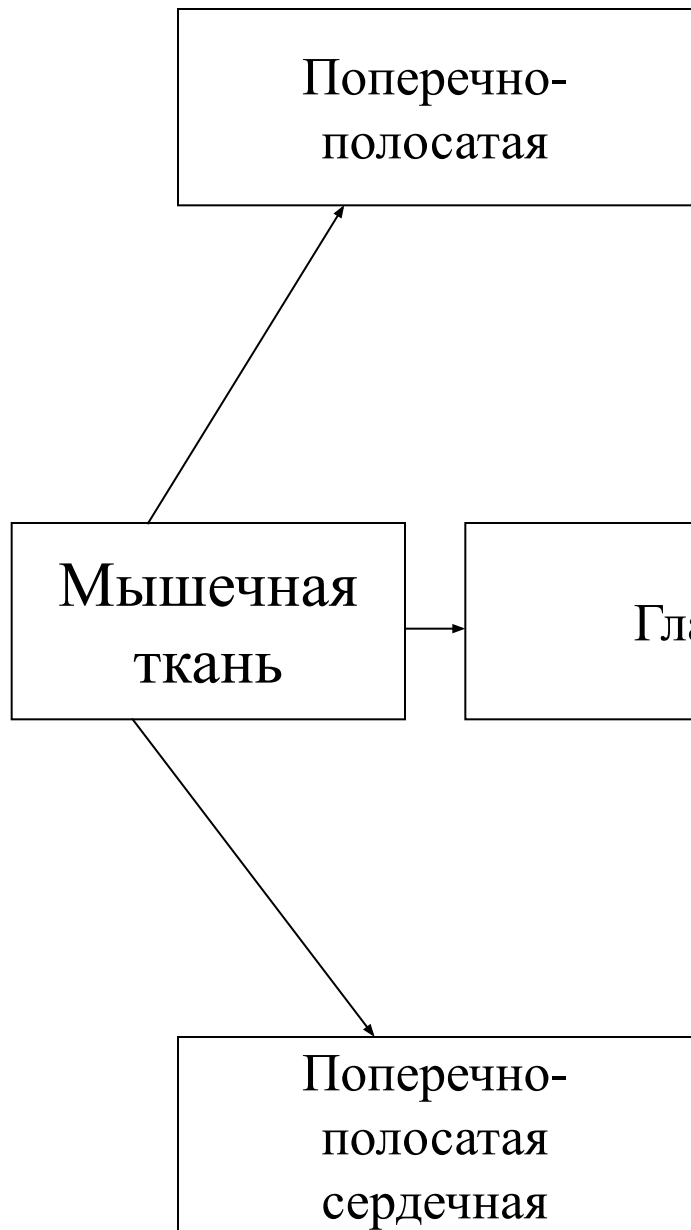 Поперечно-
полосатая
Мышечная
ткань
Поперечно-
полосатая
сердечная